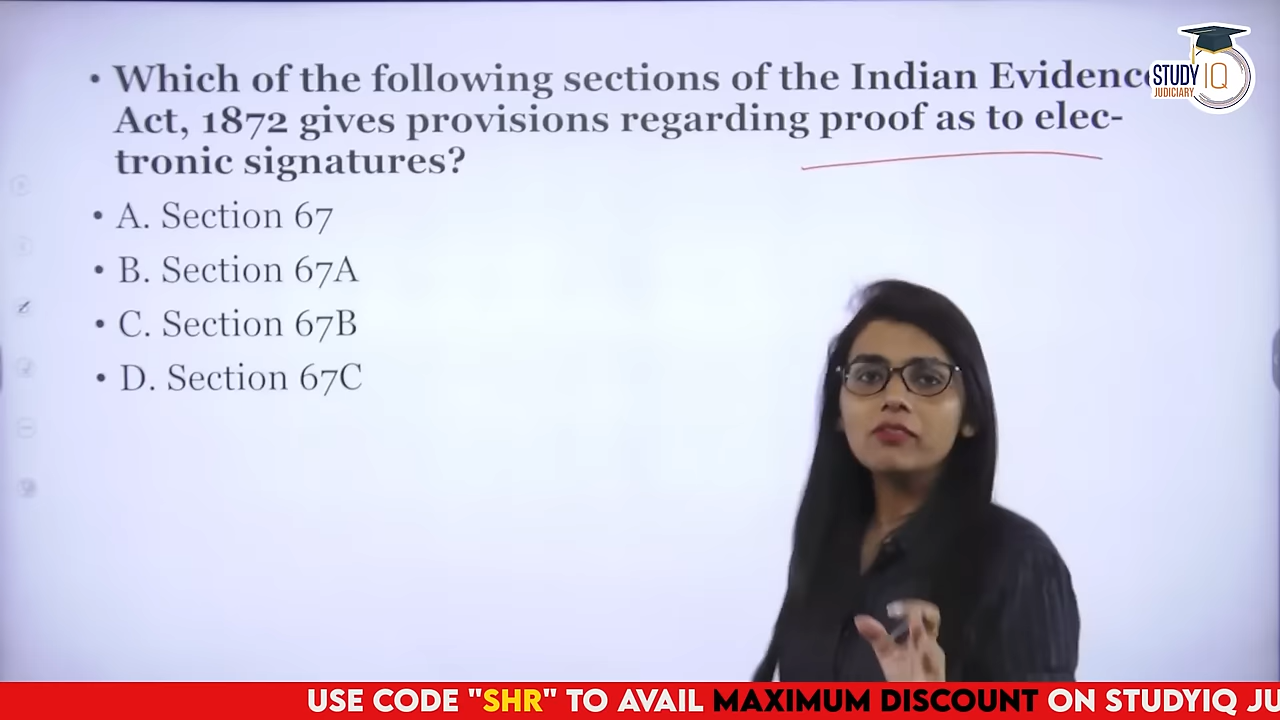 • Which of the following sections of the Indian Evidence
Act, 1872 gives provisions regarding proof as to elec-
tronic signatures?
• A. Section 67
• B. Section 67A
• C. Section 67B
• D. Section 67C
STUDY IQ
JUDICIARY
USE CODE "SHR" TO AVAIL MAXIMUM DISCOUNT ON STUDYIQ JU